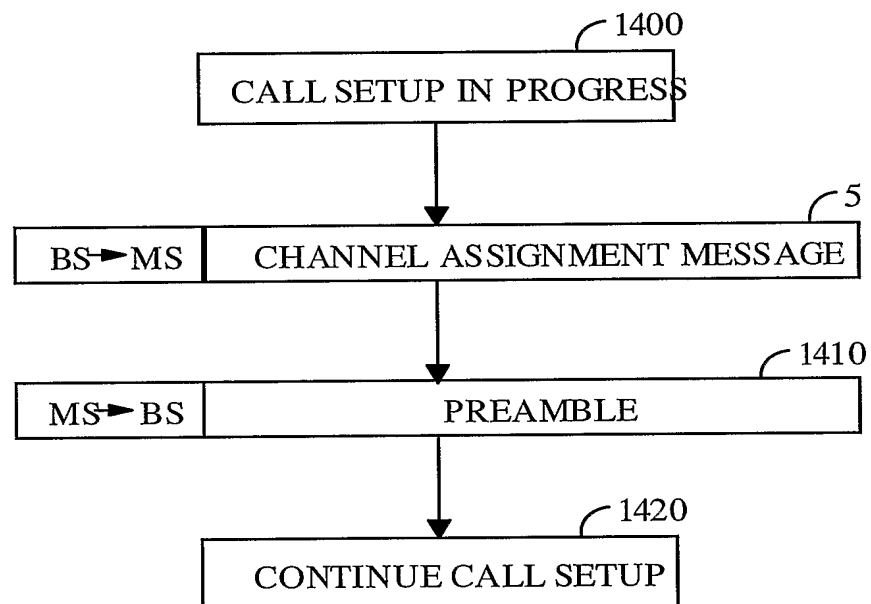 1400
CALL SETUP IN PROGRESS
5
BS → MS CHANNEL ASSIGNMENT MESSAGE
1410
MS → BS PREAMBLE
1420
CONTINUE CALL SETUP